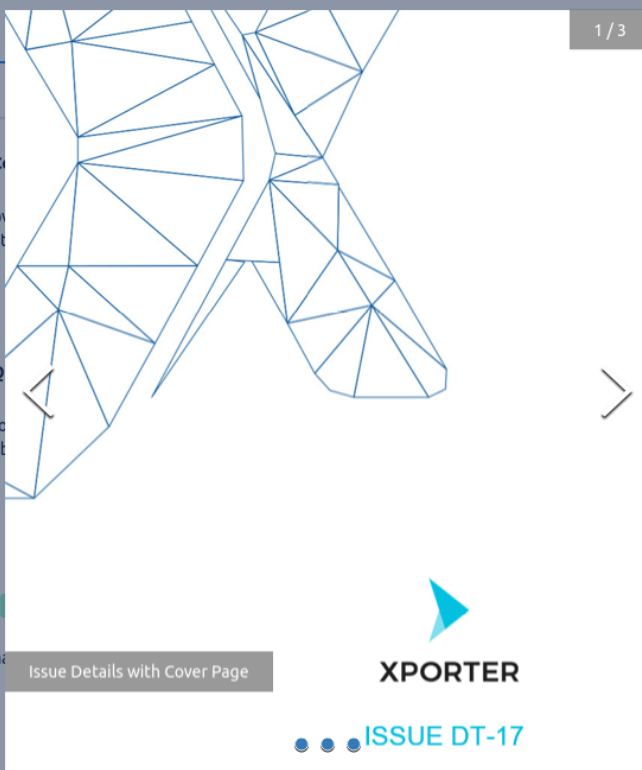 1 / 3
Issue Details with Cover Page
XPORTER
ISSUE DT-17